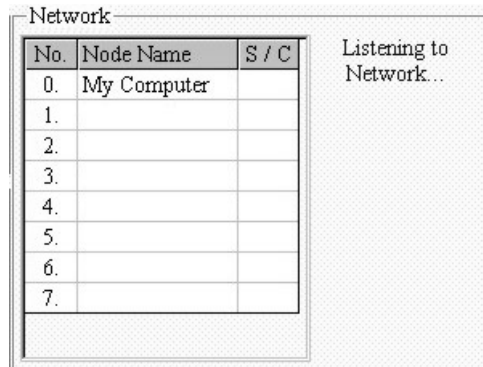 Network
No. Node Name S / C
0. My Computer
1.
2.
3.
4.
5.
6.
7.
Listening to
Network...